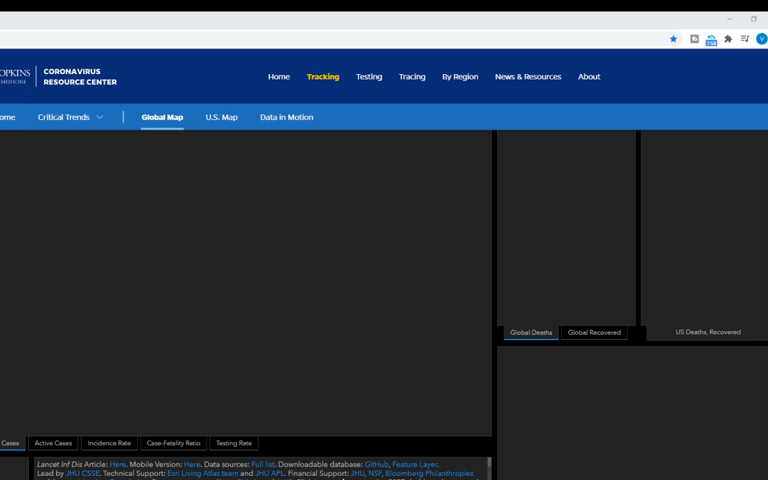 OPKINS
MEDICINE
CORONAVIRUS
RESOURCE CENTER
Home Tracking Testing Tracing By Region News & Resources About
ome Critical Trends Global Map U.S. Map Data in Motion
Global Deaths Global Recovered US Deaths, Recovered
Cases Active Cases Incidence Rate Case-Fatality Ratio Testing Rate
Lancet Inf Dis Article: Here. Mobile Version: Here. Data sources: Full list. Downloadable database: GitHub, Feature Layer.
Lead by JHU CSSE. Technical Support: Esri Living Atlas team and JHU APL. Financial Support: JHU, NSF, Bloomberg Philanthropies